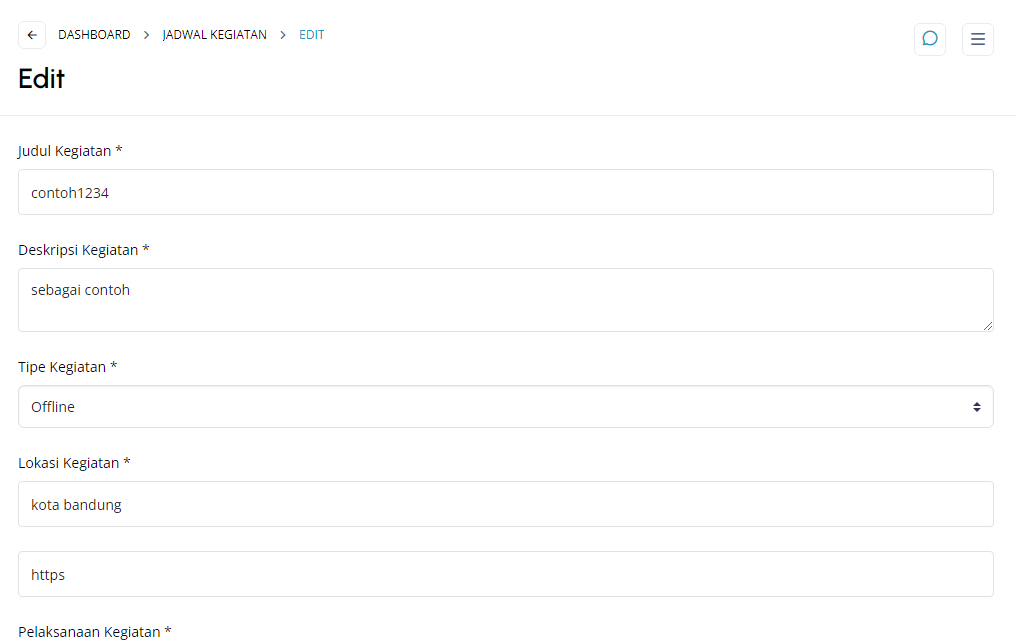 DASHBOARD > JADWAL KEGIATAN > EDIT
Edit
Judul Kegiatan *
contoh1234
Deskripsi Kegiatan *
sebagai contoh
Tipe Kegiatan *
Offline
Lokasi Kegiatan *
kota bandung
https
Pelaksanaan Kegiatan *